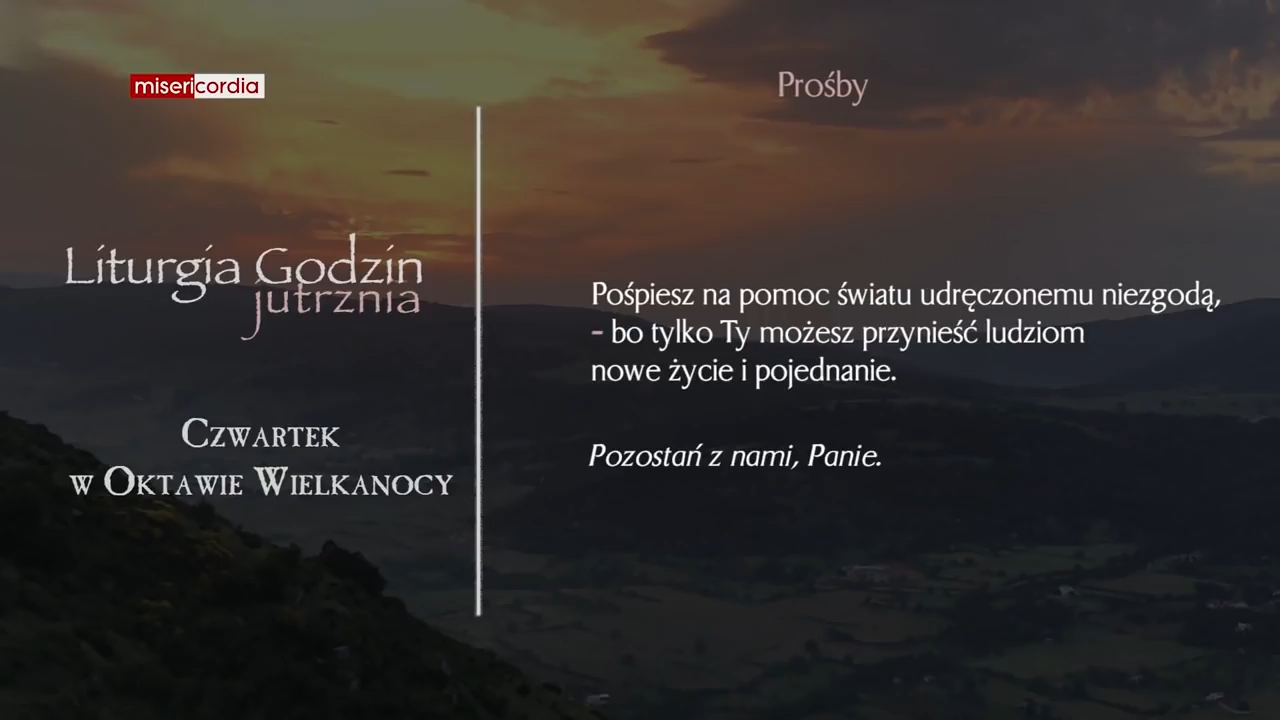 misericordia
Prośby
Liturgia Godzin
jutrznia
Czwartek
w Oktawie Wielkanocy
Pośpiesz na pomoc światu udręczonemu niezgodą,
- bo tylko Ty możesz przynieść ludziom
nowe życie i pojednanie.
Pozostań z nami, Panie.